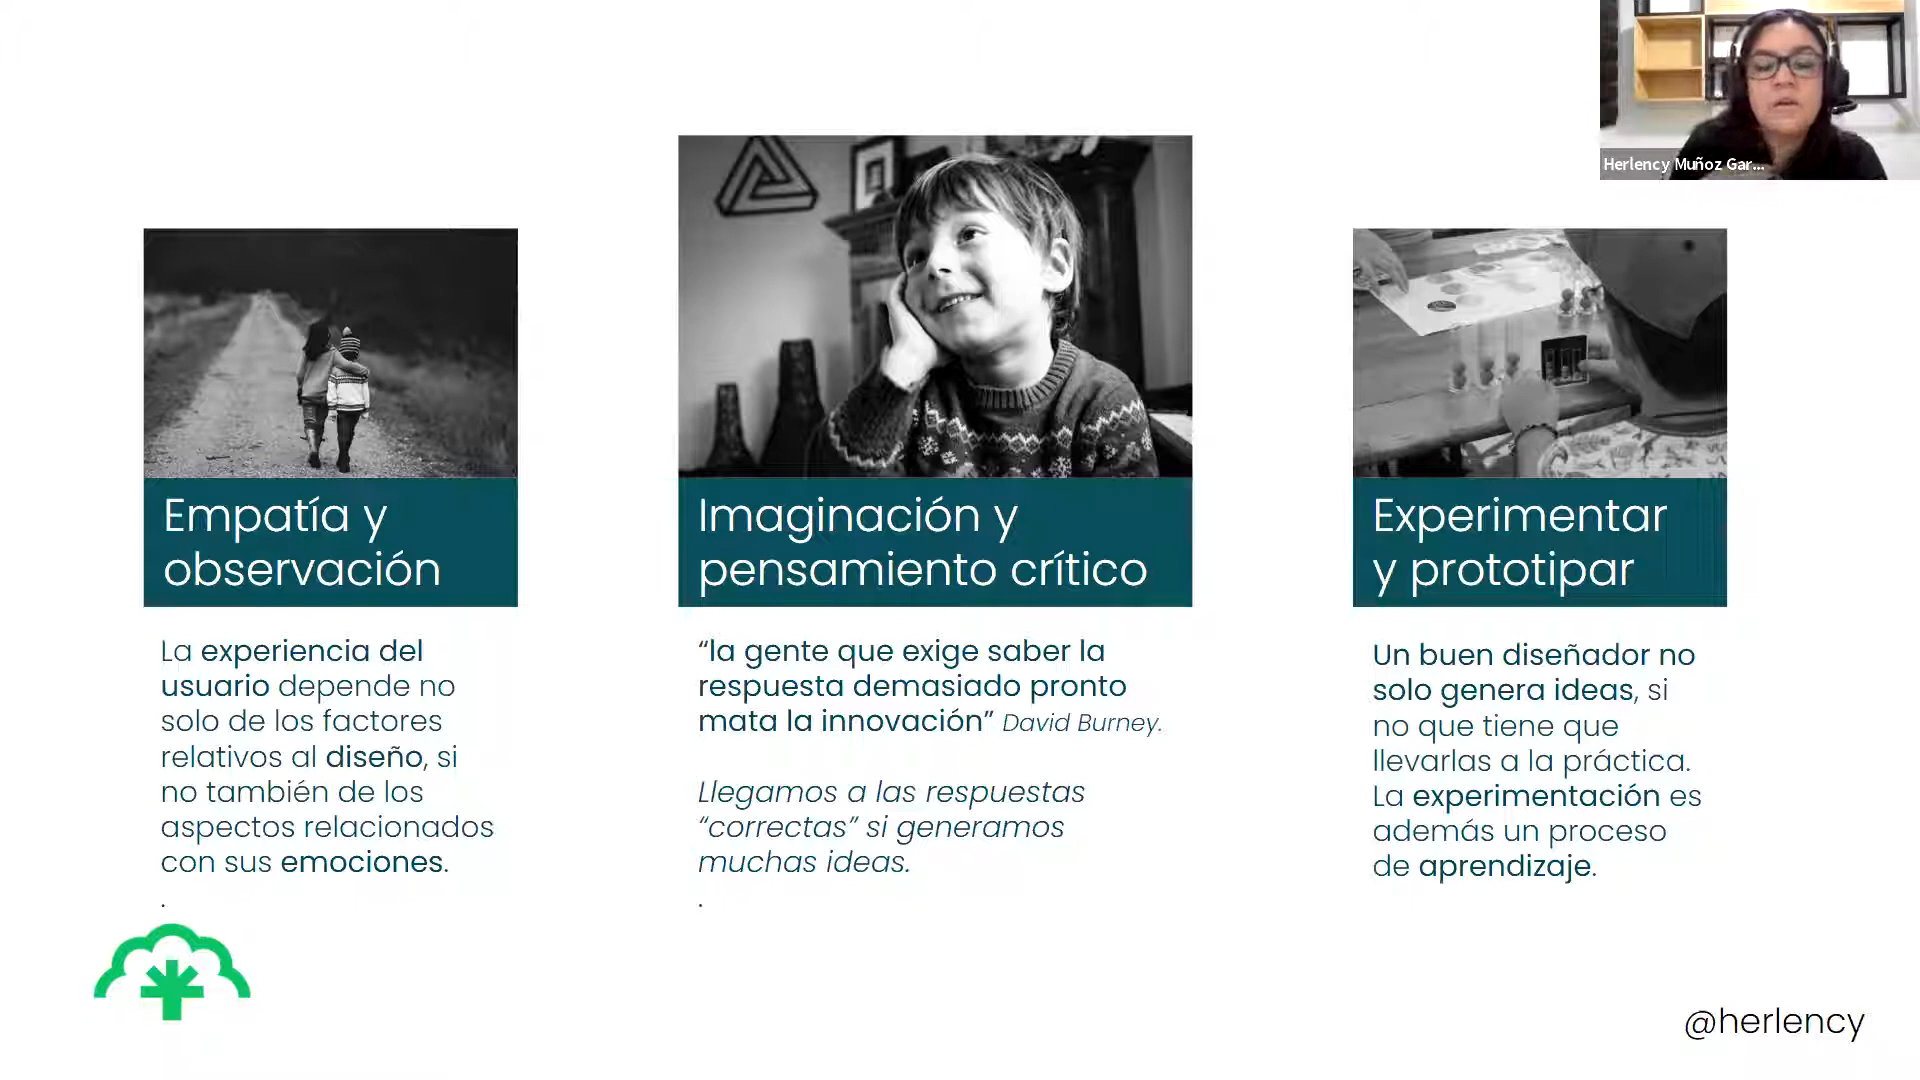 Herlency Muñoz Gar...
Empatía y
observación
La experiencia del
usuario depende no
solo de los factores
relativos al diseño, si
no también de los
aspectos relacionados
con sus emociones.
.
Imaginación y
pensamiento crítico
“la gente que exige saber la
respuesta demasiado pronto
mata la innovación” David Burney.
Llegamos a las respuestas
“correctas” si generamos
muchas ideas.
.
Experimentar
y prototipar
Un buen diseñador no
solo genera ideas, si
no que tiene que
llevarlas a la práctica.
La experimentación es
además un proceso
de aprendizaje.
@herlency